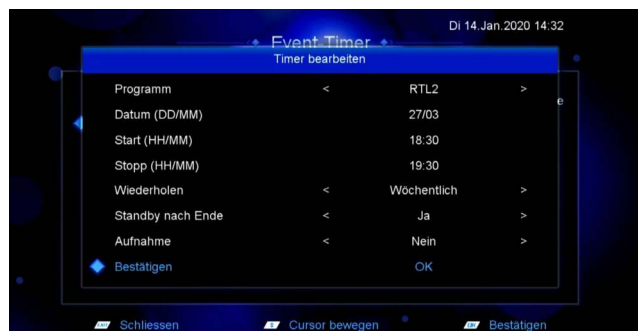 Di 14.Jan.2020 14:32
Event-Timer
Timer bearbeiten
Programm < RTL2 >
e
Datum (DD/MM) 27/03
Start (HH/MM) 18:30
Stopp (HH/MM) 19:30
Wiederholen < Wöchentlich >
Standby nach Ende < Ja >
Aufnahme < Nein >
Bestätigen OK
EXIT Schliessen Cursor bewegen OK Bestätigen